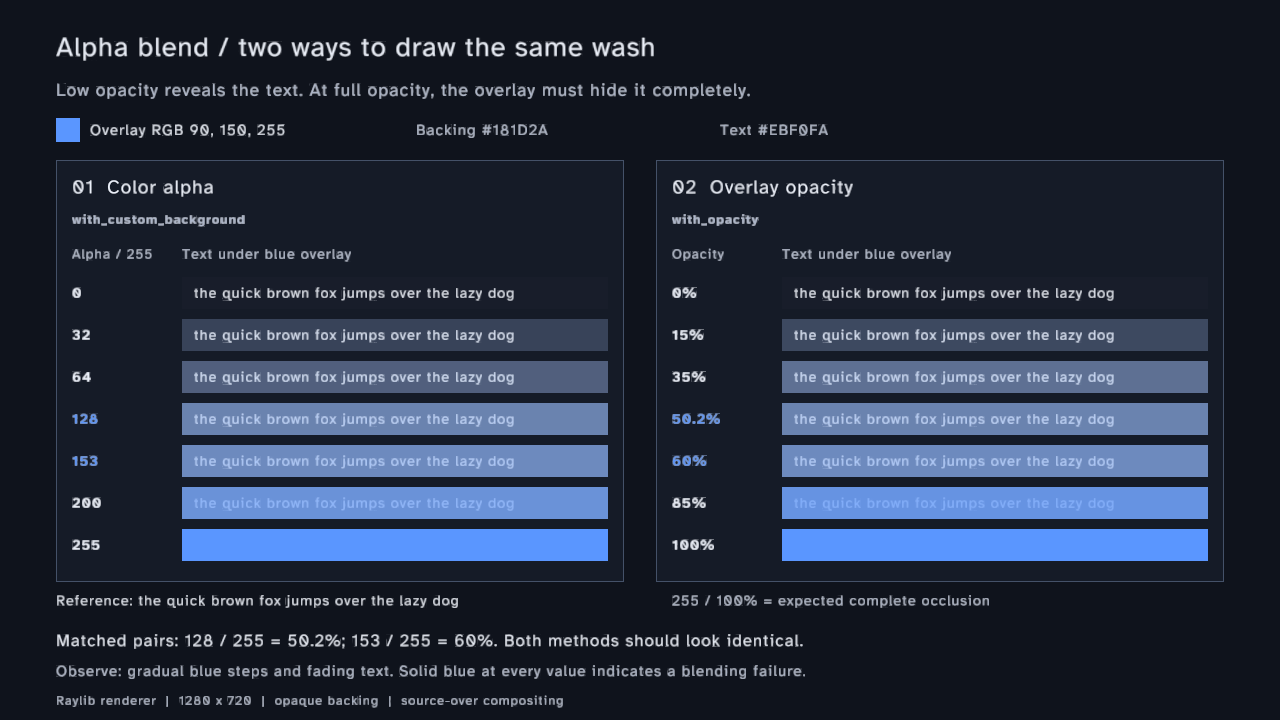 Alpha blend / two ways to draw the same wash
Low opacity reveals the text. At full opacity, the overlay must hide it completely.
Overlay RGB 90, 150, 255
Backing #181D2A
Text #EBF0FA
01 Color alpha
with_custom_background
Alpha / 255
Text under blue overlay
0
the quick brown fox jumps over the lazy dog
32
the quick brown fox jumps over the lazy dog
64
the quick brown fox jumps over the lazy dog
128
the quick brown fox jumps over the lazy dog
153
the quick brown fox jumps over the lazy dog
200
the quick brown fox jumps over the lazy dog
255
02 Overlay opacity
with_opacity
Opacity
Text under blue overlay
0%
the quick brown fox jumps over the lazy dog
15%
the quick brown fox jumps over the lazy dog
35%
the quick brown fox jumps over the lazy dog
50.2%
the quick brown fox jumps over the lazy dog
60%
the quick brown fox jumps over the lazy dog
85%
the quick brown fox jumps over the lazy dog
100%
Reference: the quick brown fox jumps over the lazy dog
255 / 100% = expected complete occlusion
Matched pairs: 128 / 255 = 50.2%; 153 / 255 = 60%. Both methods should look identical.
Observe: gradual blue steps and fading text. Solid blue at every value indicates a blending failure.
Raylib renderer | 1280 x 720 | opaque backing | source-over compositing